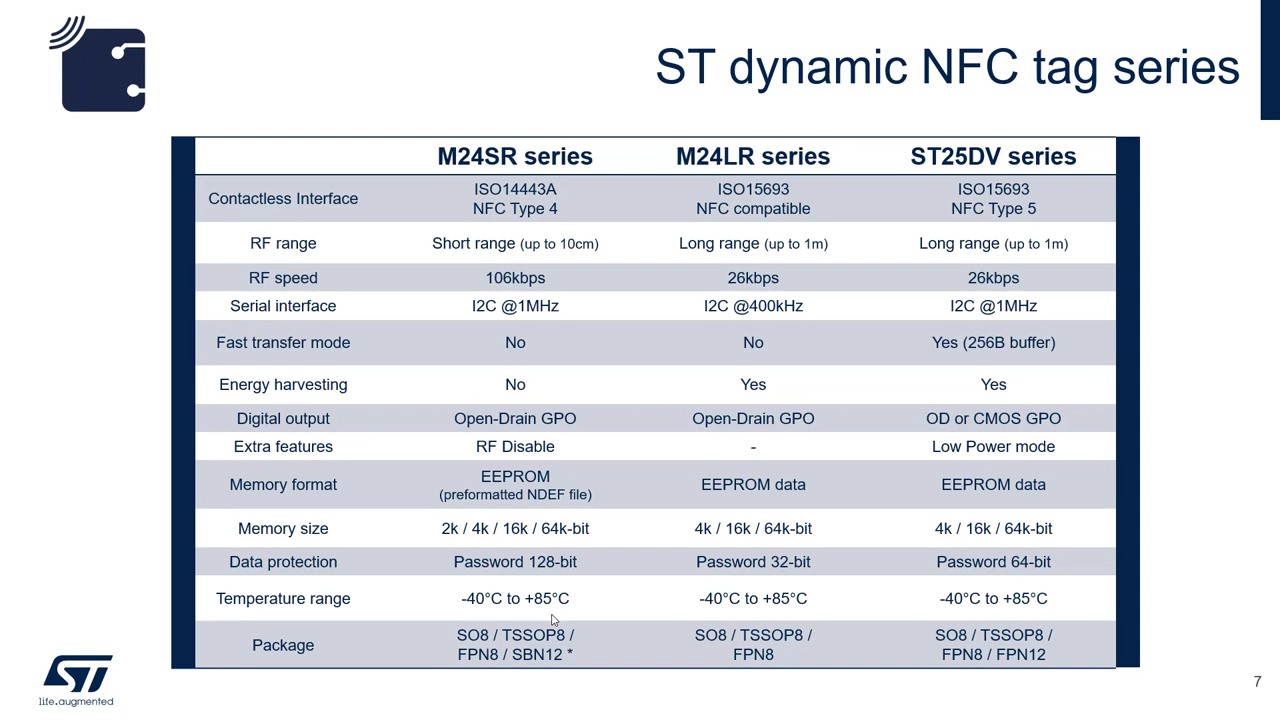 ST dynamic NFC tag series
M24SR series M24LR series ST25DV series
Contactless Interface ISO14443A NFC Type 4 ISO15693 NFC compatible ISO15693 NFC Type 5
RF range Short range (up to 10cm) Long range (up to 1m) Long range (up to 1m)
RF speed 106kbps 26kbps 26kbps
Serial interface I2C @1MHz I2C @400kHz I2C @1MHz
Fast transfer mode No No Yes (256B buffer)
Energy harvesting No Yes Yes
Digital output Open-Drain GPO Open-Drain GPO OD or CMOS GPO
Extra features RF Disable - Low Power mode
Memory format EEPROM (preformatted NDEF file) EEPROM data EEPROM data
Memory size 2k / 4k / 16k / 64k-bit 4k / 16k / 64k-bit 4k / 16k / 64k-bit
Data protection Password 128-bit Password 32-bit Password 64-bit
Temperature range -40°C to +85°C -40°C to +85°C -40°C to +85°C
Package SO8 / TSSOP8 / FPN8 / SBN12 * SO8 / TSSOP8 / FPN8 SO8 / TSSOP8 / FPN8 / FPN12
ST
life.augmented
7